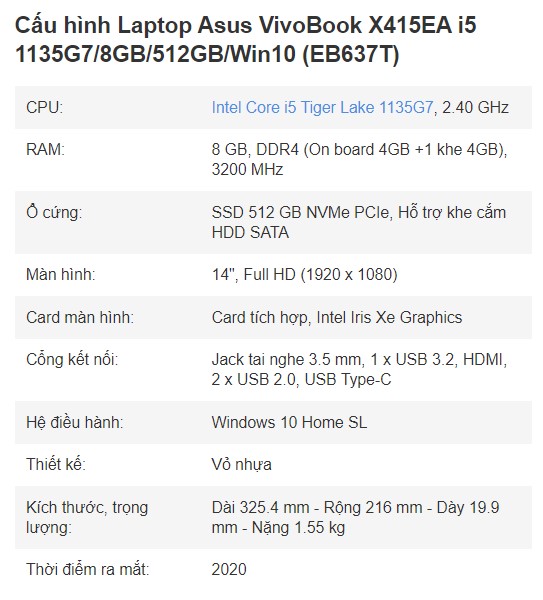 Cấu hình Laptop Asus VivoBook X415EA i5
1135G7/8GB/512GB/Win10 (EB637T)
CPU: Intel Core i5 Tiger Lake 1135G7, 2.40 GHz
RAM: 8 GB, DDR4 (On board 4GB +1 khe 4GB),
3200 MHz
Ổ cứng: SSD 512 GB NVMe PCIe, Hỗ trợ khe cắm
HDD SATA
Màn hình: 14", Full HD (1920 x 1080)
Card màn hình: Card tích hợp, Intel Iris Xe Graphics
Cổng kết nối: Jack tai nghe 3.5 mm, 1 x USB 3.2, HDMI,
2 x USB 2.0, USB Type-C
Hệ điều hành: Windows 10 Home SL
Thiết kế: Vỏ nhựa
Kích thước, trọng Dài 325.4 mm - Rộng 216 mm - Dày 19.9
lượng: mm - Nặng 1.55 kg
Thời điểm ra mắt: 2020